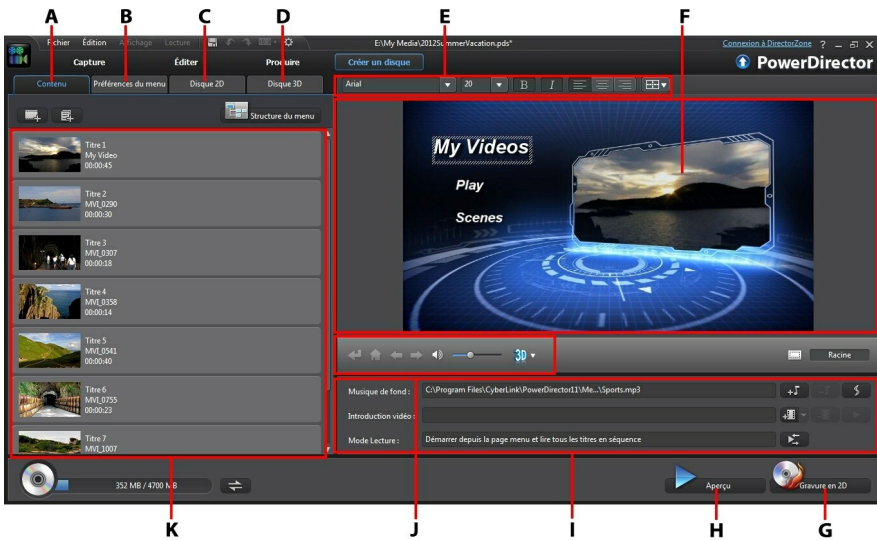 A B C D E F
Fichier Édition Affichage Lecture E:\My Media\2012SummerVacation.pds* Connexion à DirectorZone ?
Capture Éditer Produire Créer un disque PowerDirector
Contenu Préférences du menu Disque 2D Disque 3D Arial 20 B I
Structure du menu
Titre 1
My Video
00:00:45
Titre 2
MVI_0290
00:00:30
Titre 3
MVI_0307
00:00:18
Titre 4
MVI_0358
00:00:14
Titre 5
MVI_0541
00:00:40
Titre 6
MVI_0755
00:00:23
Titre 7
MVI_1007
My Videos
Play
Scenes
3D Racine
Musique de fond : C:\Program Files\CyberLink\PowerDirector11\Me...\Sports.mp3
Introduction vidéo :
Mode Lecture : Démarrer depuis la page menu et lire tous les titres en séquence
352 MB / 4700 MB Aperçu Gravure en 2D
K J I H G